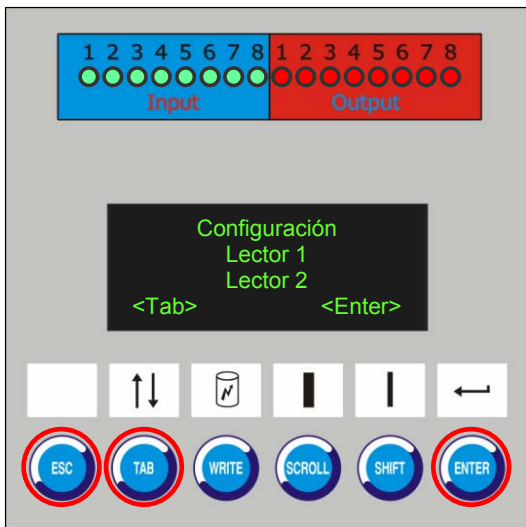 1 2 3 4 5 6 7 8 1 2 3 4 5 6 7 8
Input Output
Configuración
Lector 1
Lector 2
<Tab> <Enter>
ESC TAB WRITE SCROLL SHIFT ENTER